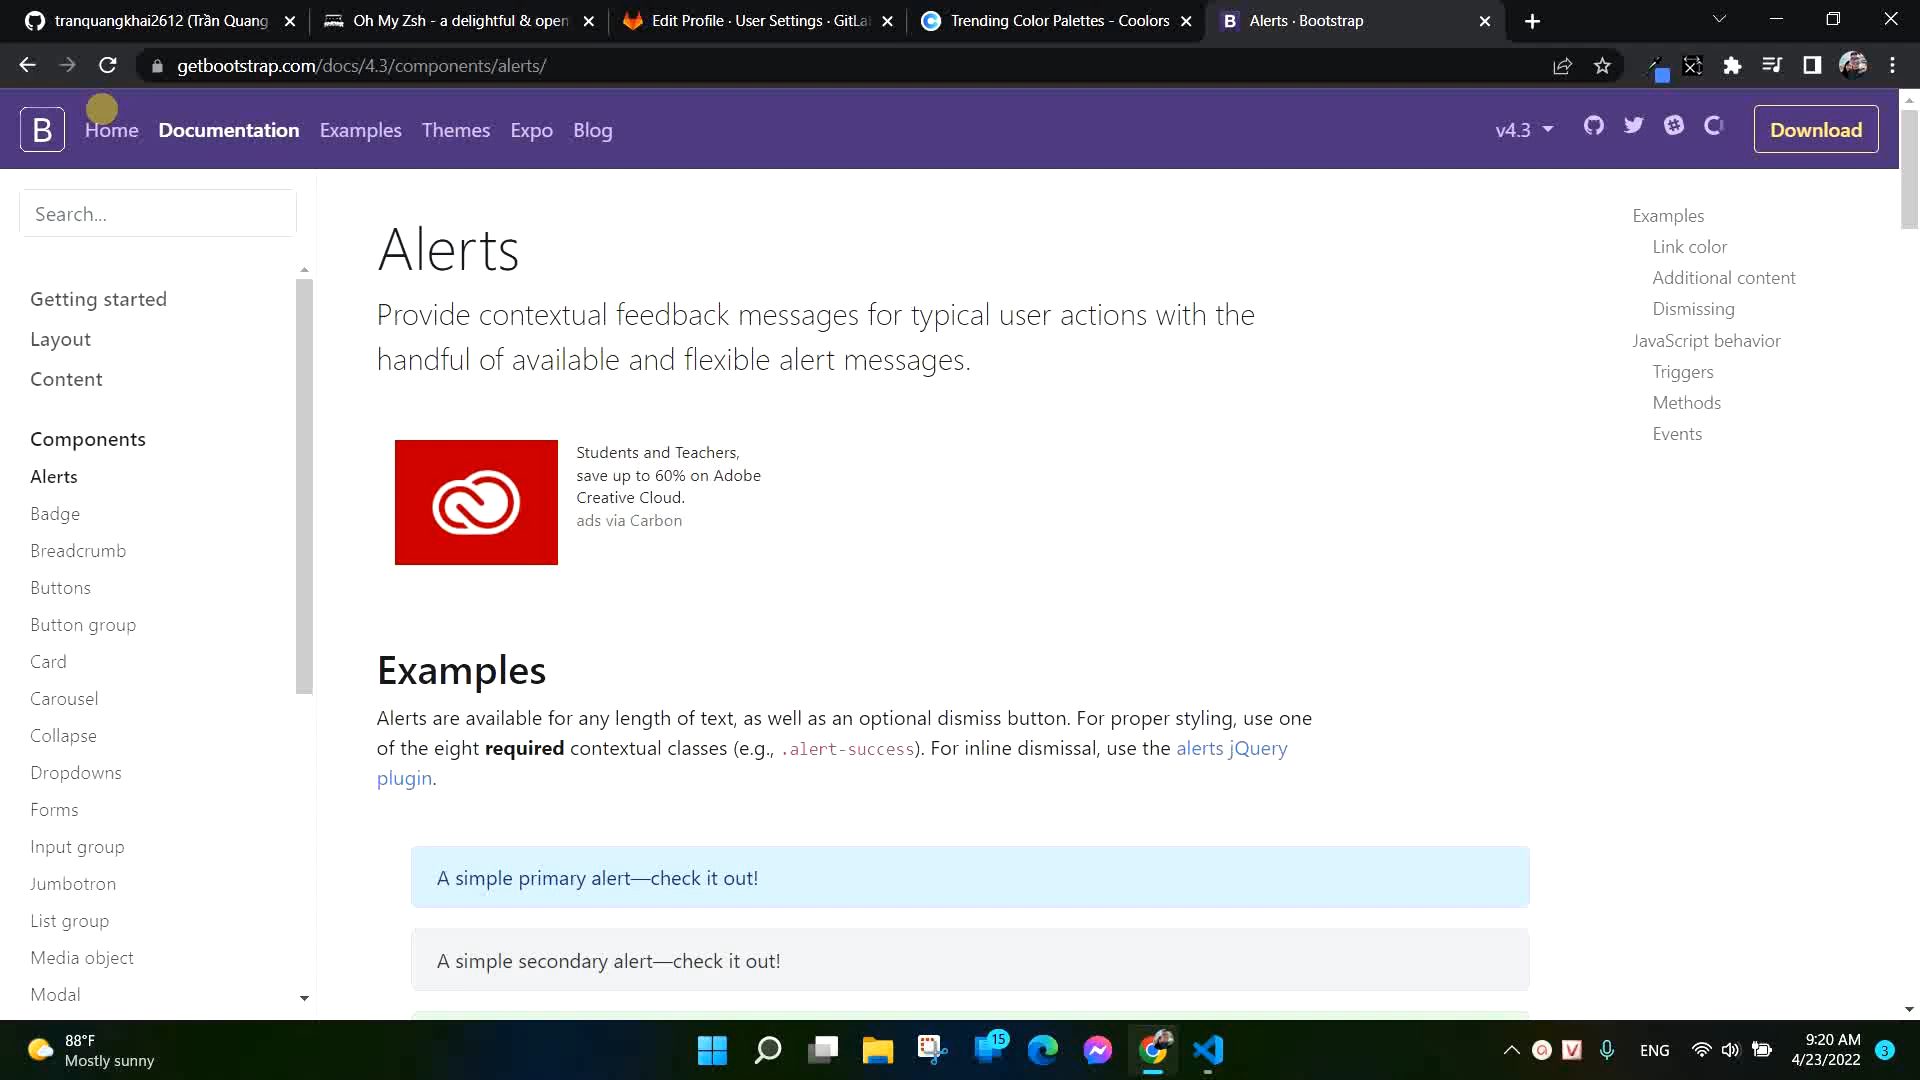 tranquangkhai2612 (Trần Quang
Oh My Zsh - a delightful & open
Edit Profile · User Settings · GitLa
Trending Color Palettes - Coolors
Alerts · Bootstrap
getbootstrap.com/docs/4.3/components/alerts/
B
Home
Documentation
Examples
Themes
Expo
Blog
v4.3
Download
Search...
Getting started
Layout
Content
Components
Alerts
Badge
Breadcrumb
Buttons
Button group
Card
Carousel
Collapse
Dropdowns
Forms
Input group
Jumbotron
List group
Media object
Modal
Alerts
Provide contextual feedback messages for typical user actions with the
handful of available and flexible alert messages.
Students and Teachers,
save up to 60% on Adobe
Creative Cloud.
ads via Carbon
Examples
Alerts are available for any length of text, as well as an optional dismiss button. For proper styling, use one
of the eight required contextual classes (e.g., .alert-success). For inline dismissal, use the alerts jQuery
plugin.
A simple primary alert—check it out!
A simple secondary alert—check it out!
Examples
Link color
Additional content
Dismissing
JavaScript behavior
Triggers
Methods
Events
88°F
Mostly sunny
15
ENG
9:20 AM
4/23/2022
3